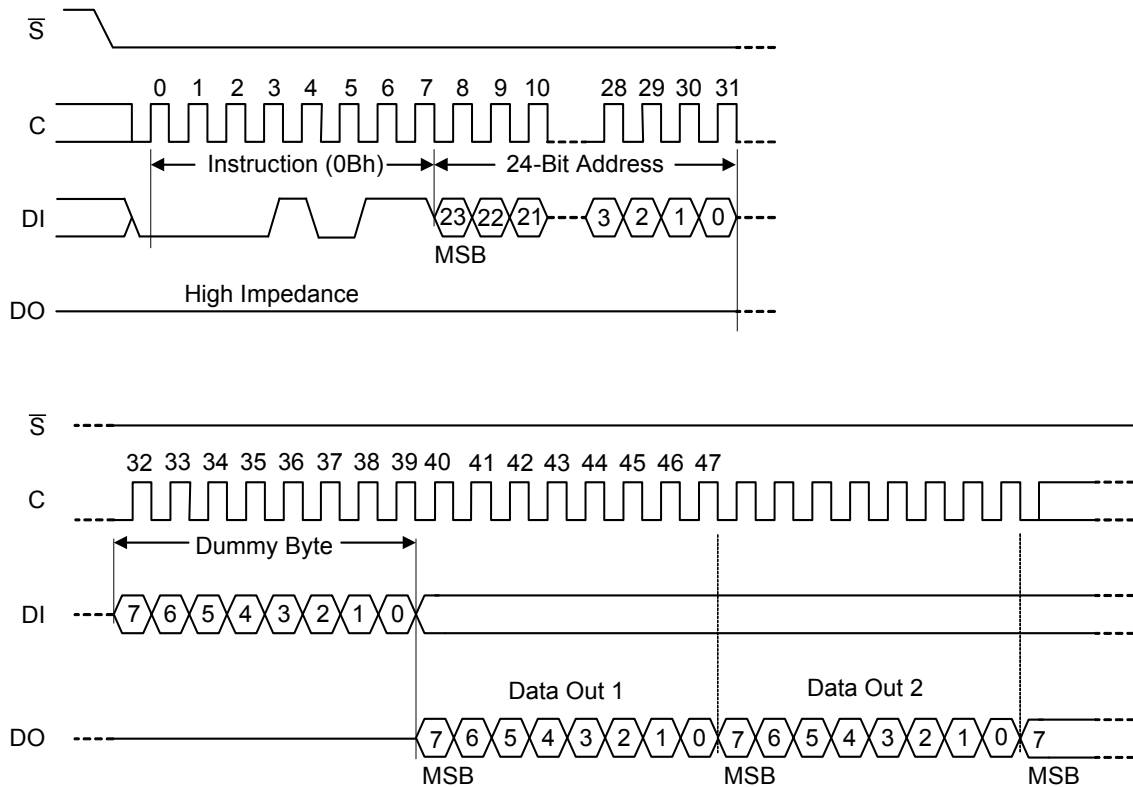 S̅
0 1 2 3 4 5 6 7 8 9 10 28 29 30 31
C
Instruction (0Bh) 24-Bit Address
DI 23 22 21 3 2 1 0
MSB
High Impedance
DO
S̅
32 33 34 35 36 37 38 39 40 41 42 43 44 45 46 47
C
Dummy Byte
DI 7 6 5 4 3 2 1 0
Data Out 1 Data Out 2
DO 7 6 5 4 3 2 1 0 7 6 5 4 3 2 1 0 7
MSB MSB MSB